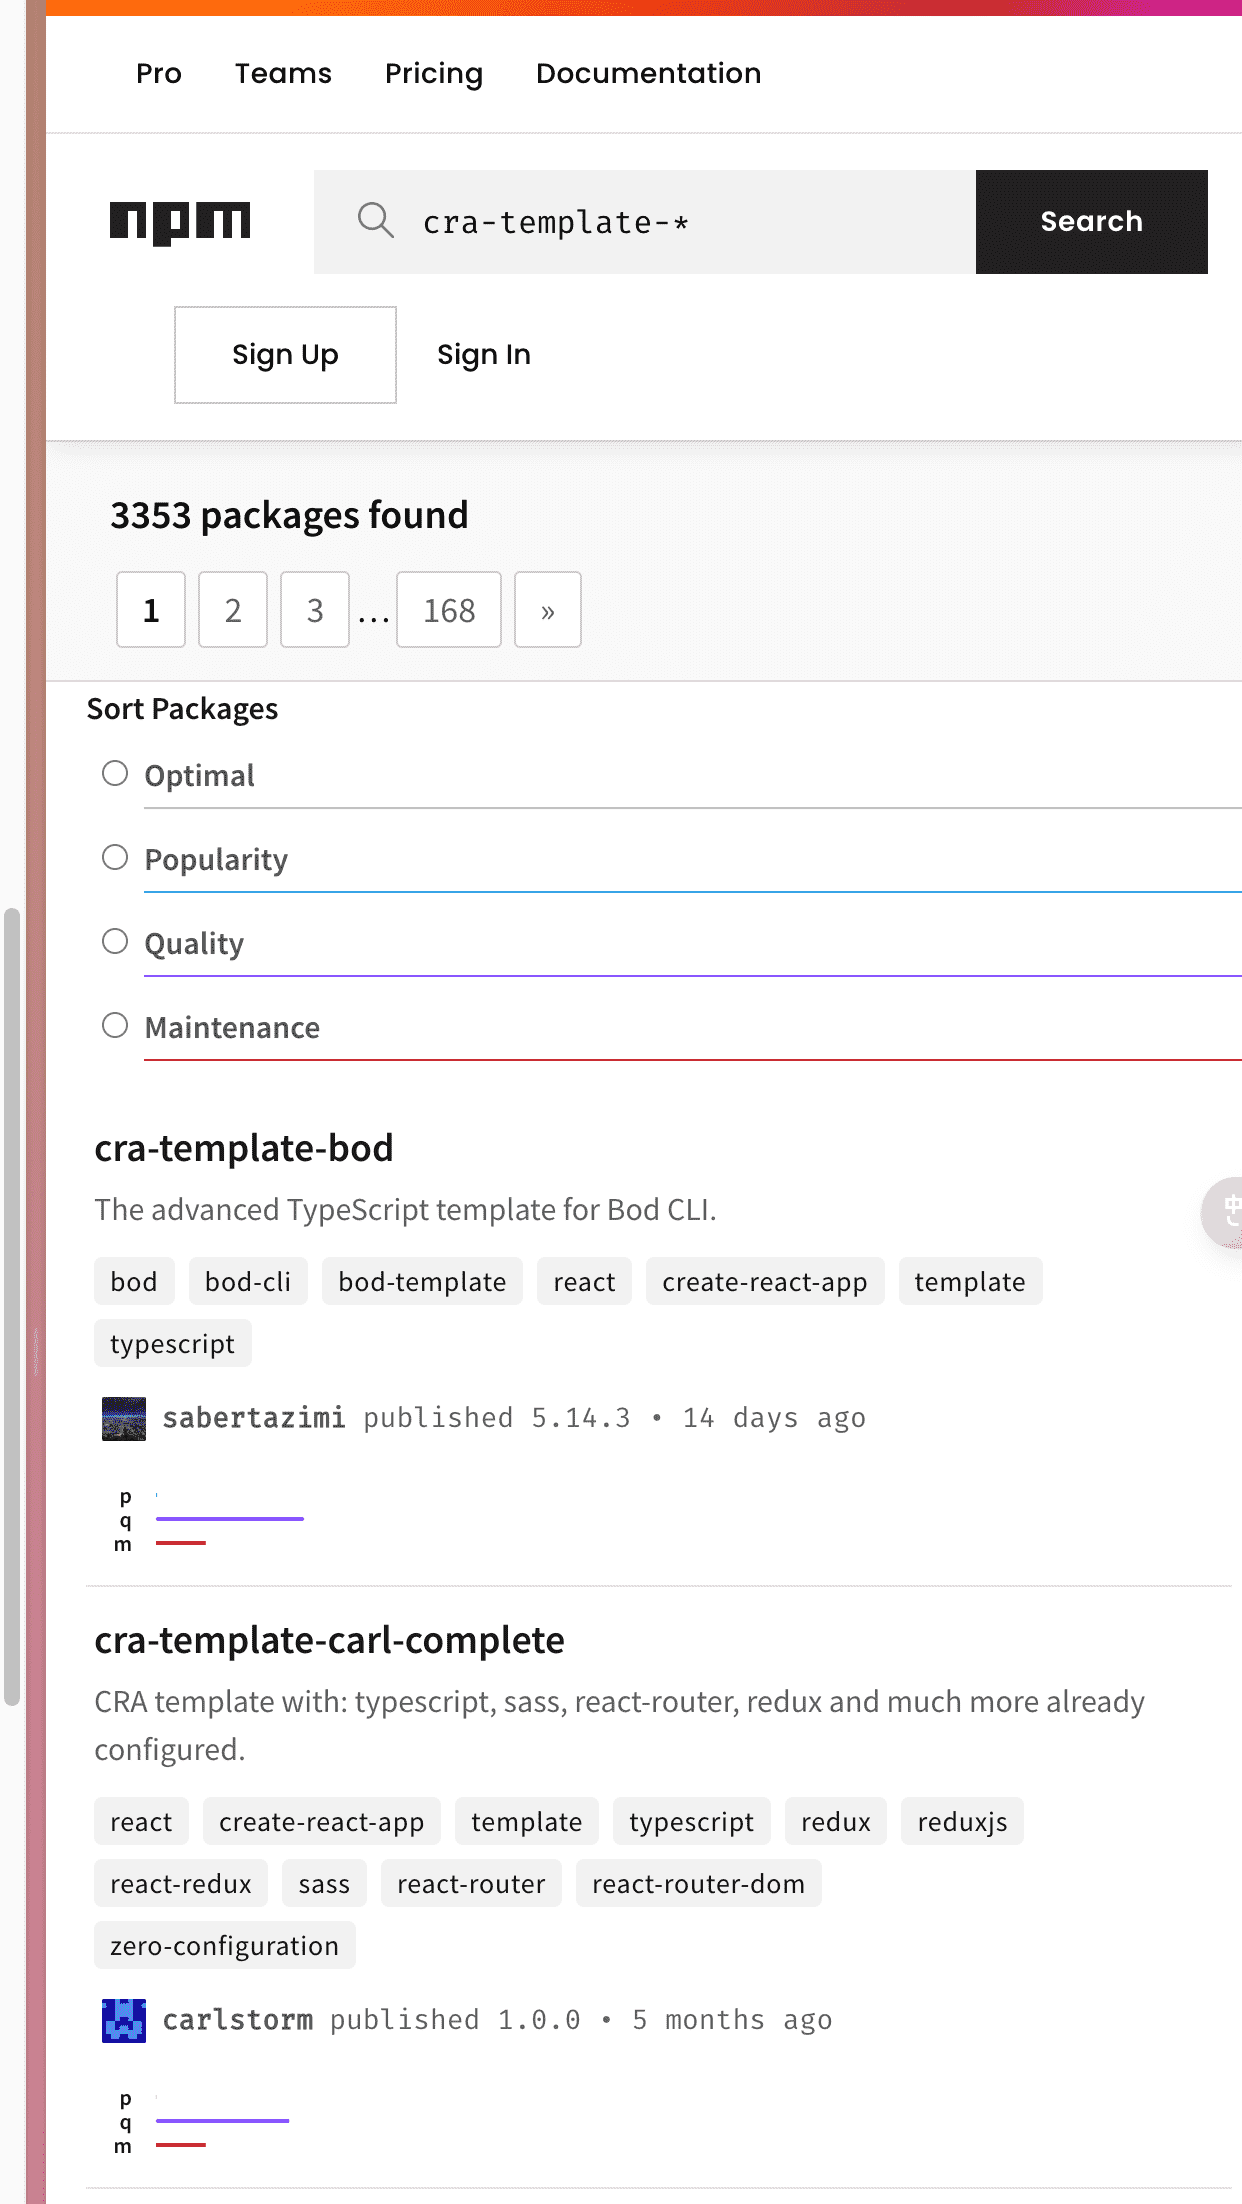 Pro Teams Pricing Documentation
npm
cra-template-*
Search
Sign Up Sign In
3353 packages found
1 2 3 ... 168 »
Sort Packages
Optimal
Popularity
Quality
Maintenance
cra-template-bod
The advanced TypeScript template for Bod CLI.
bod bod-cli bod-template react create-react-app template
typescript
sabertazimi published 5.14.3 • 14 days ago
p
q
m
cra-template-carl-complete
CRA template with: typescript, sass, react-router, redux and much more already
configured.
react create-react-app template typescript redux reduxjs
react-redux sass react-router react-router-dom
zero-configuration
carlstorm published 1.0.0 • 5 months ago
p
q
m